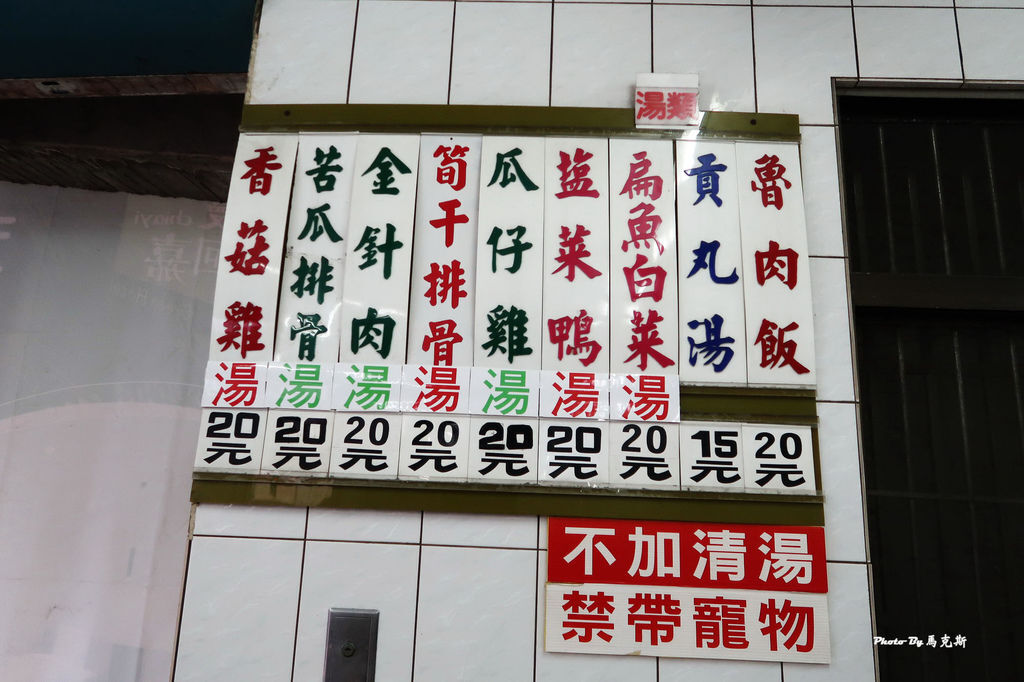 湯類
魯肉飯
20元
貢丸湯
15元
扁魚白菜湯
20元
塩菜鴨湯
20元
瓜仔雞湯
20元
筍干排骨湯
20元
金針肉湯
20元
苦瓜排骨湯
20元
香菇雞湯
20元
不加清湯
禁帶寵物
Photo By 馬克斯